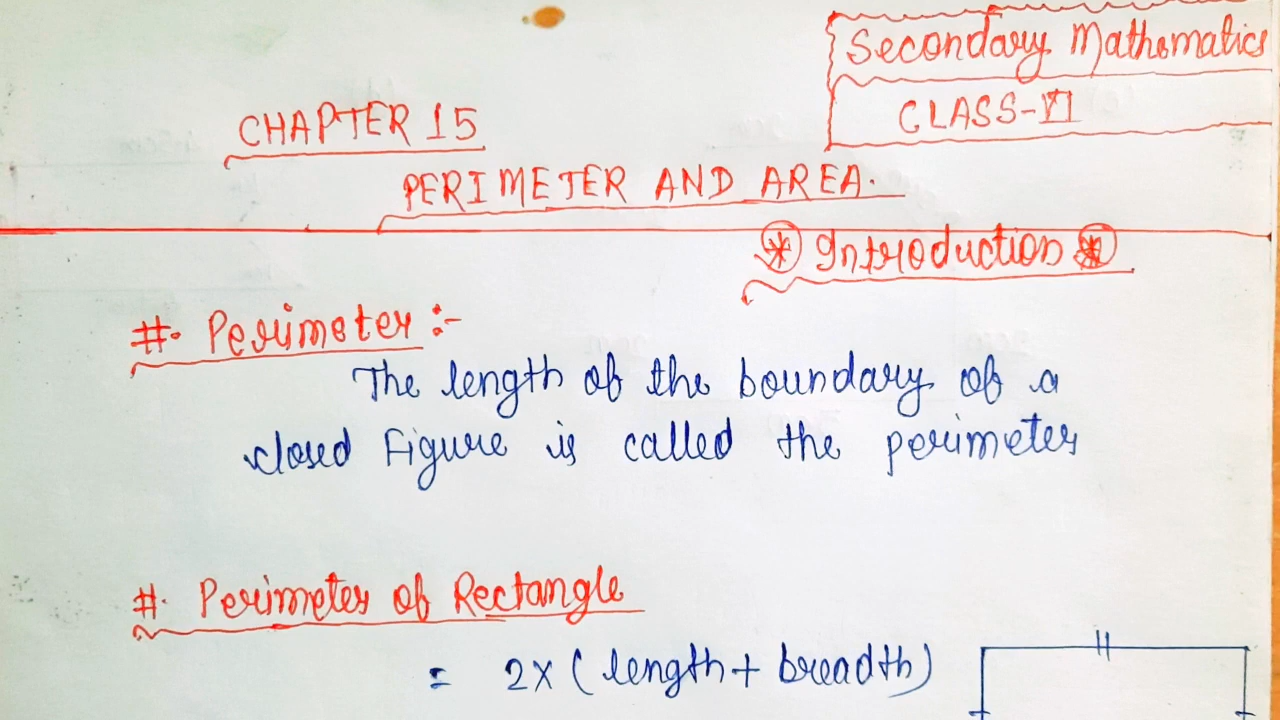 Secondary Mathematics
CLASS-VI
CHAPTER 15
PERIMETER AND AREA.
Introduction
#. Perimeter :-
The length of the boundary of a
closed Figure is called the perimeter
#. Perimeter of Rectangle
= 2x (length + breadth)